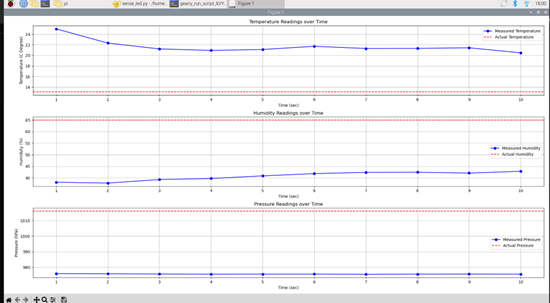 pi
sense_led.py - /home...
geany_run_script_6VY...
Figure 1
18:00
Figure 1
Temperature Readings over Time
Temperature (C Degree)
24
22
20
18
16
14
Measured Temperature
Actual Temperature
1 2 3 4 5 6 7 8 9 10
Time (sec)
Humidity Readings over Time
Humidity (%)
65
60
55
50
45
40
Measured Humidity
Actual Humidity
1 2 3 4 5 6 7 8 9 10
Time (sec)
Pressure Readings over Time
Pressure (hPa)
1010
1000
990
980
Measured Pressure
Actual Pressure
1 2 3 4 5 6 7 8 9 10
Time (sec)